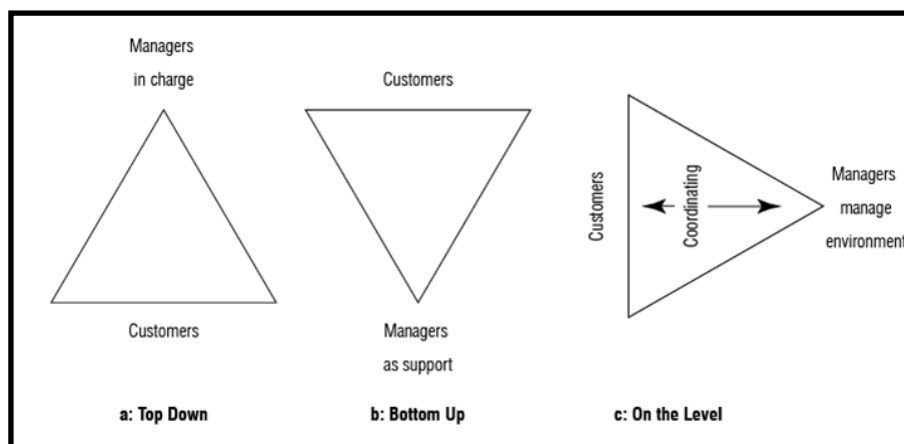 Managers
in charge
Customers
a: Top Down
Customers
Managers
as support
b: Bottom Up
Customers
Coordinating
Managers
manage
environment
c: On the Level